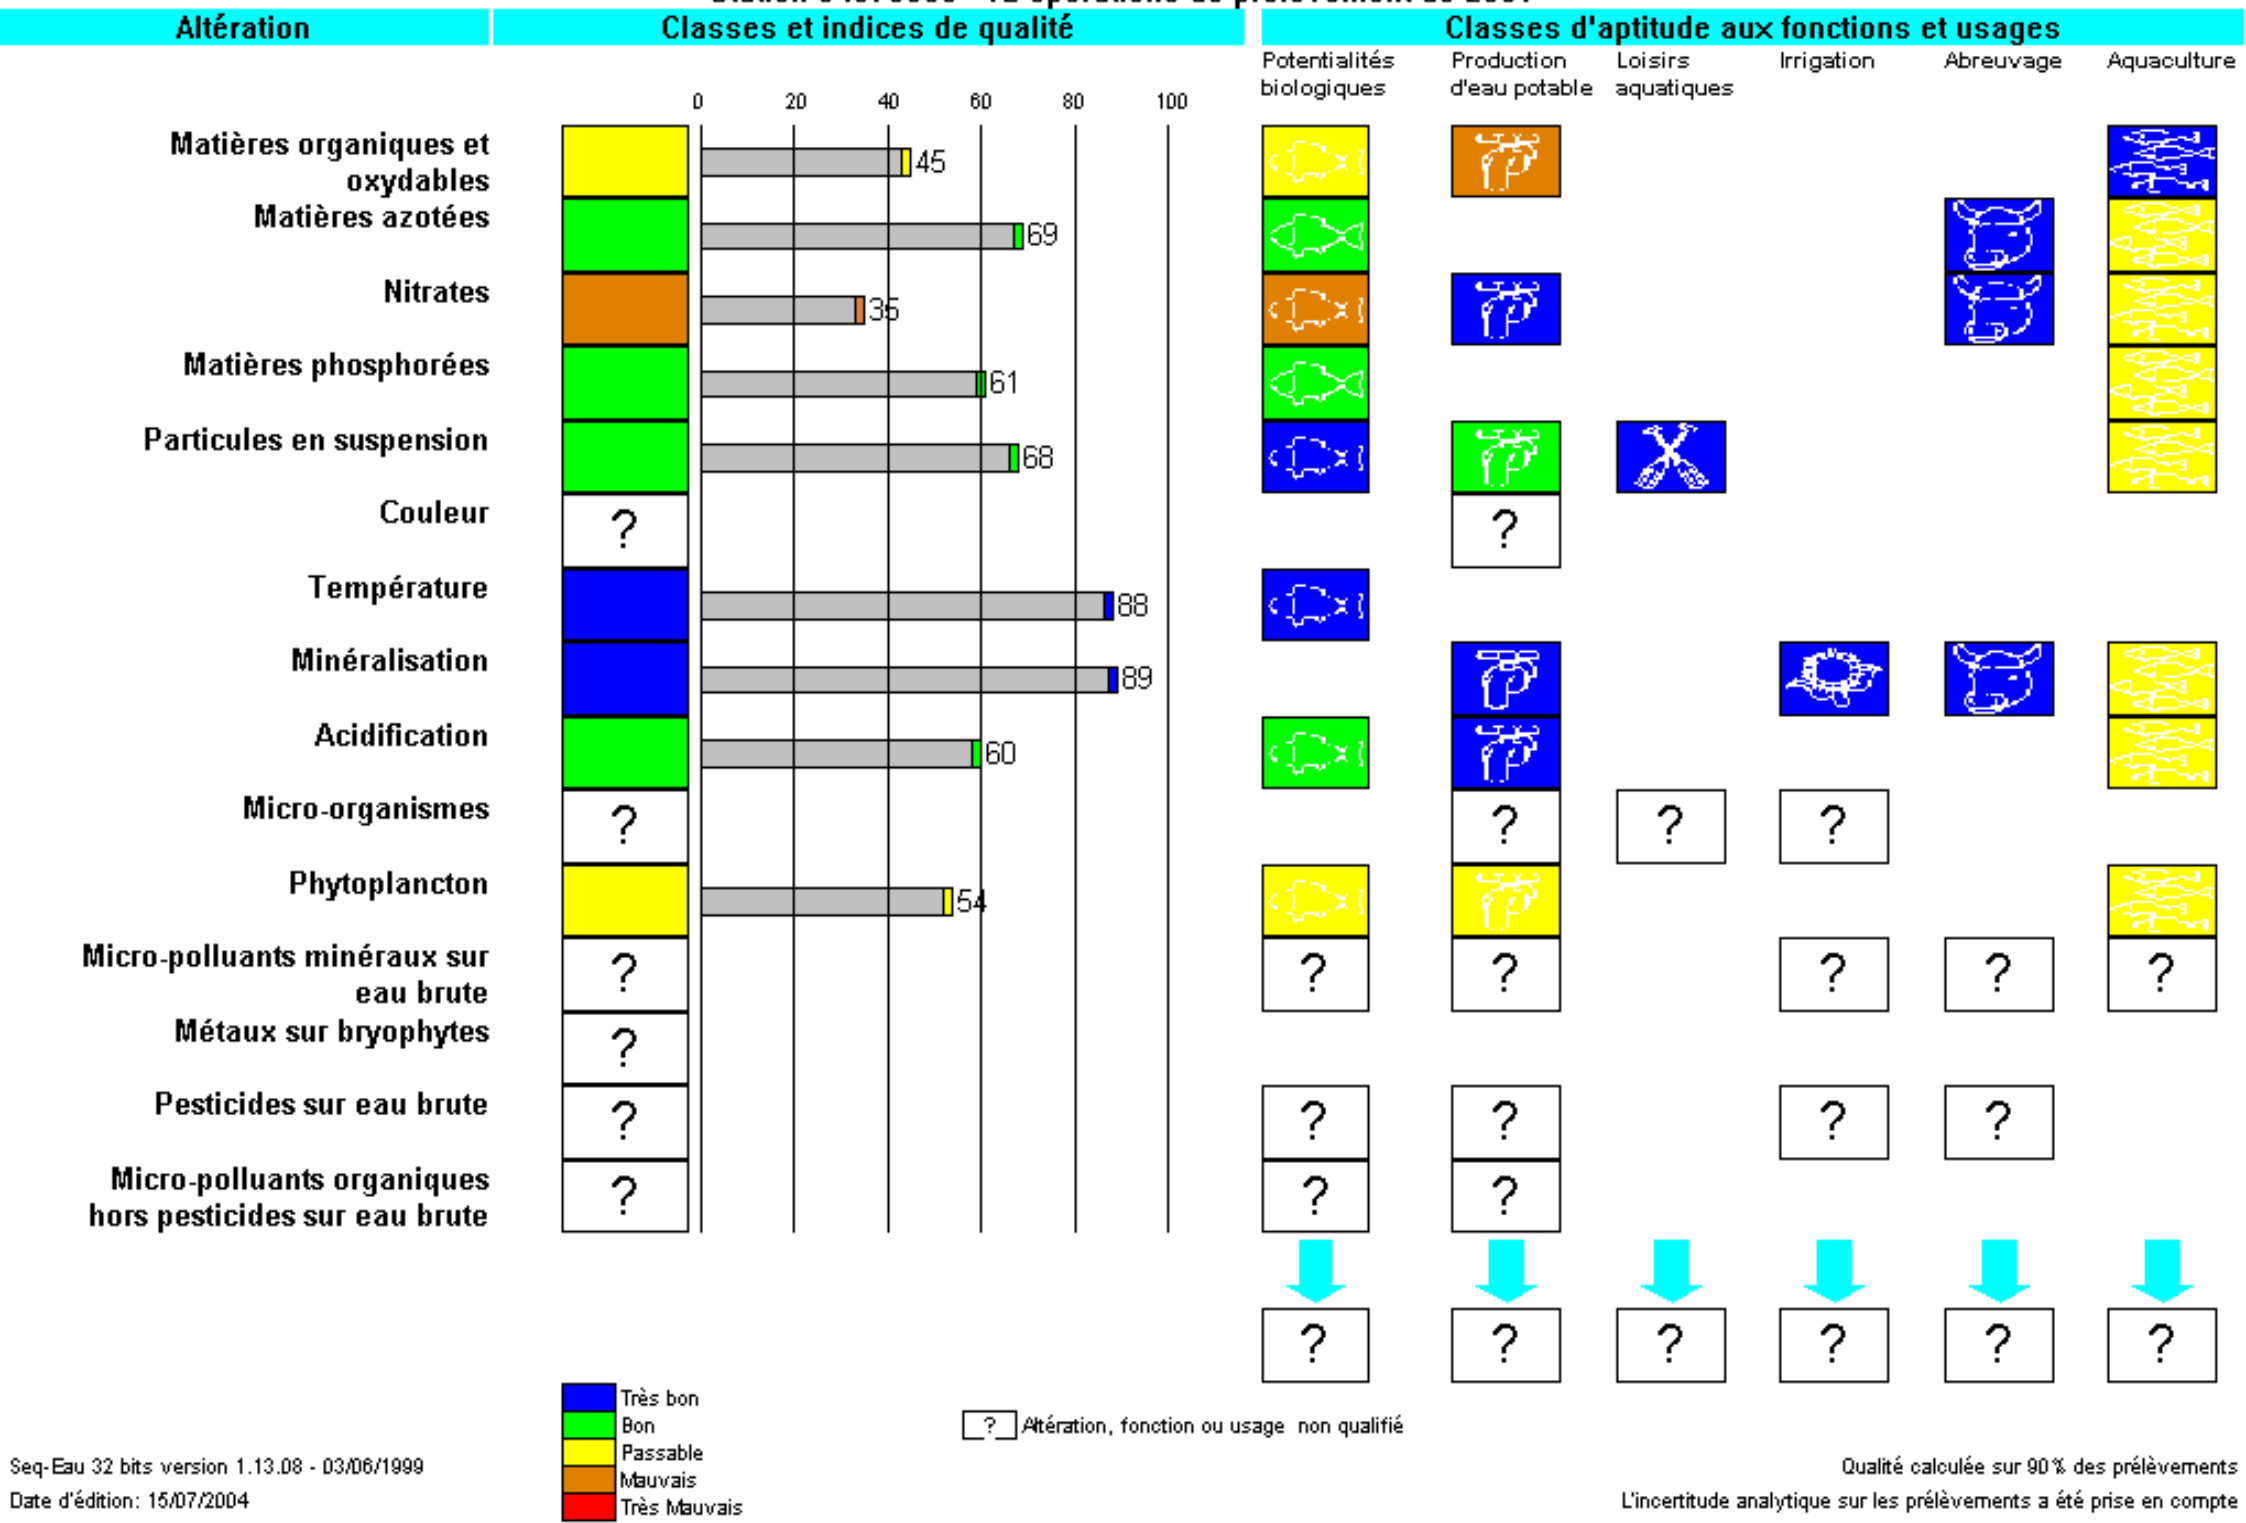 Altération
Classes et indices de qualité
Classes d'aptitude aux fonctions et usages
Potentialités biologiques
Production d'eau potable
Loisirs aquatiques
Irrigation
Abreuvage
Aquaculture
0 20 40 60 80 100
Matières organiques et
oxydables
45
Matières azotées
69
Nitrates
35
Matières phosphorées
61
Particules en suspension
68
Couleur
? ?
Température
88
Minéralisation
89
Acidification
60
Micro-organismes
? ? ? ?
Phytoplancton
54
Micro-polluants minéraux sur
eau brute
? ? ? ? ? ?
Métaux sur bryophytes
?
Pesticides sur eau brute
? ? ? ? ?
Micro-polluants organiques
hors pesticides sur eau brute
? ? ?
? ? ? ? ? ?
Très bon
Bon
Passable
Mauvais
Très Mauvais
? Altération, fonction ou usage non qualifié
Seq-Eau 32 bits version 1.13.08 - 03/06/1999
Date d'édition: 15/07/2004
Qualité calculée sur 90% des prélèvements
L'incertitude analytique sur les prélèvements a été prise en compte